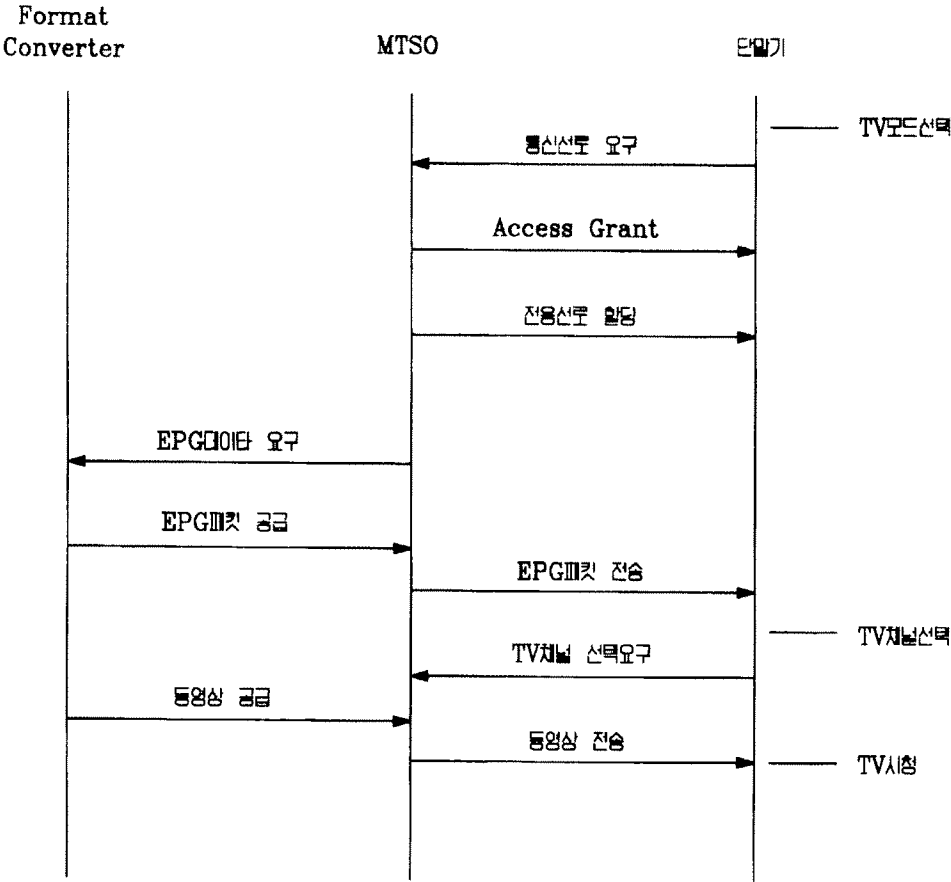 Format
Converter
MTSO
단말기
TV모드선택
통신선로 요구
Access Grant
전용선로 할당
EPG데이타 요구
EPG패킷 공급
EPG패킷 전송
TV채널선택
TV채널 선택요구
동영상 공급
동영상 전송
TV시청